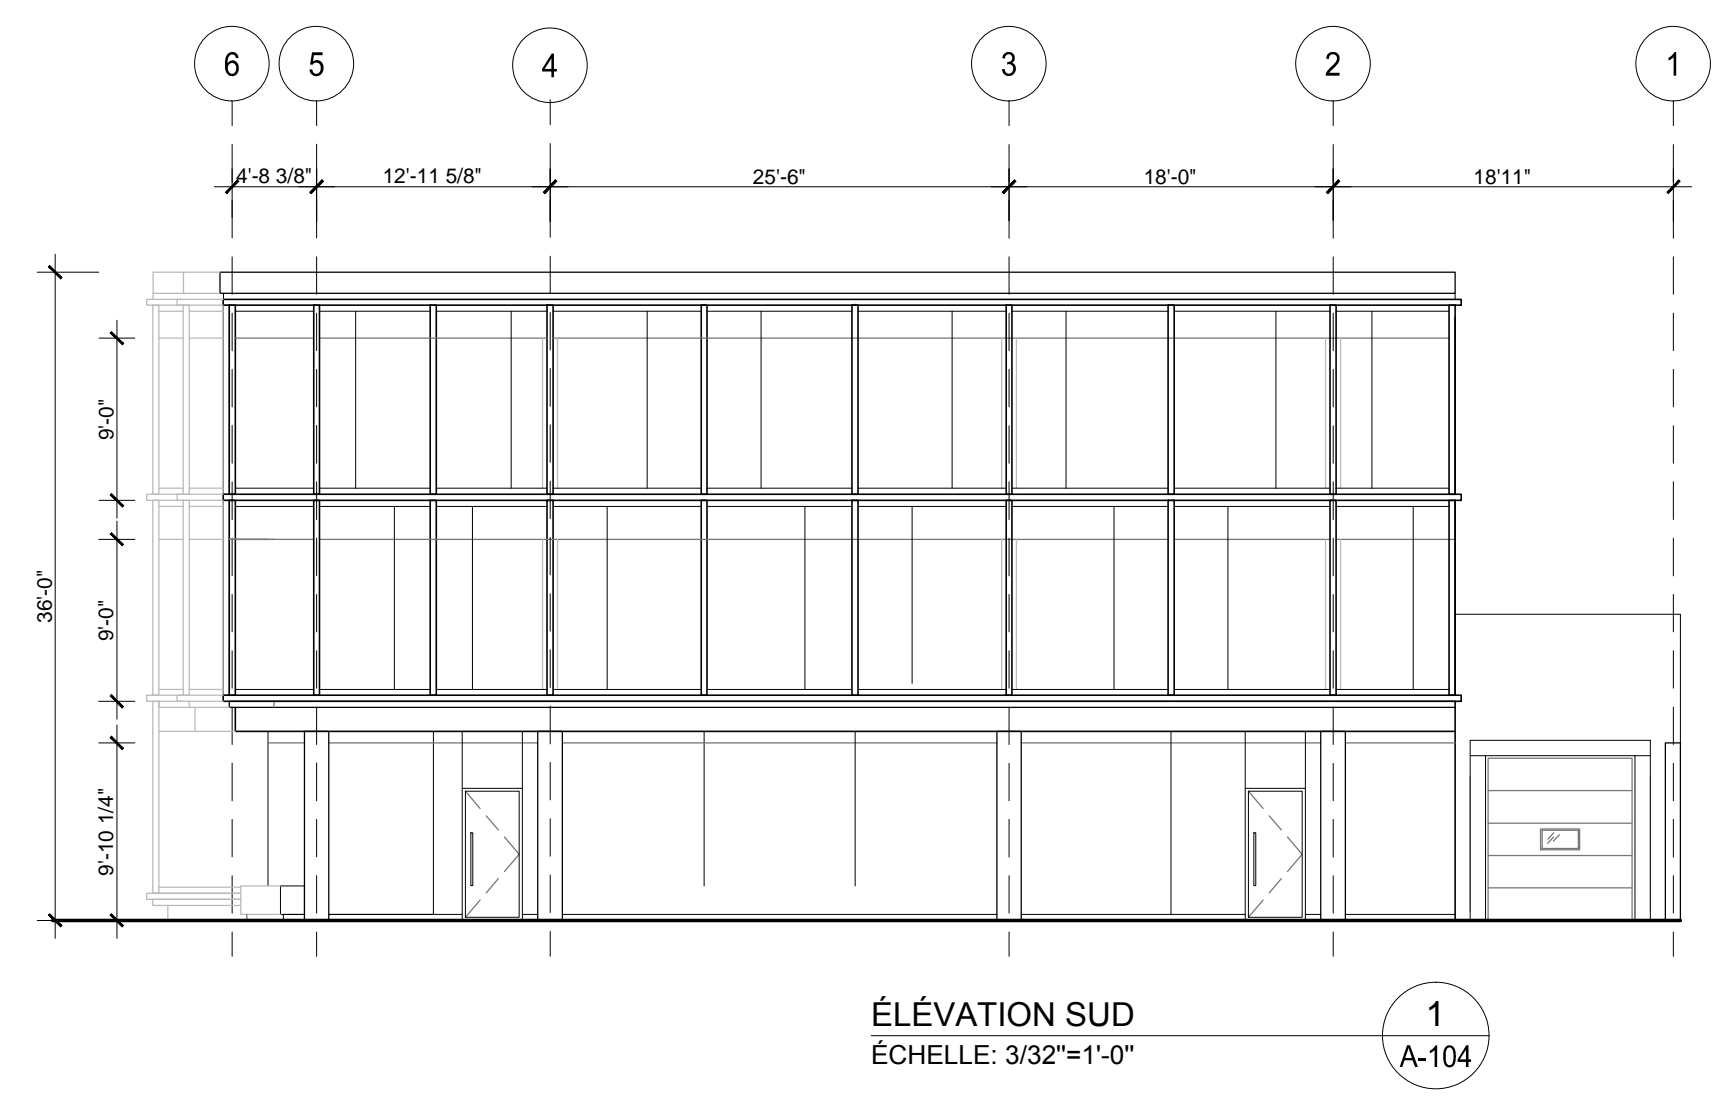 6 5 4 3 2 1
4'-8 3/8" 12'-11 5/8" 25'-6" 18'-0" 18'11"
9'-0"
36'-0"
9'-0"
9'-10 1/4"
ÉLÉVATION SUD
ÉCHELLE: 3/32"=1'-0"
1
A-104